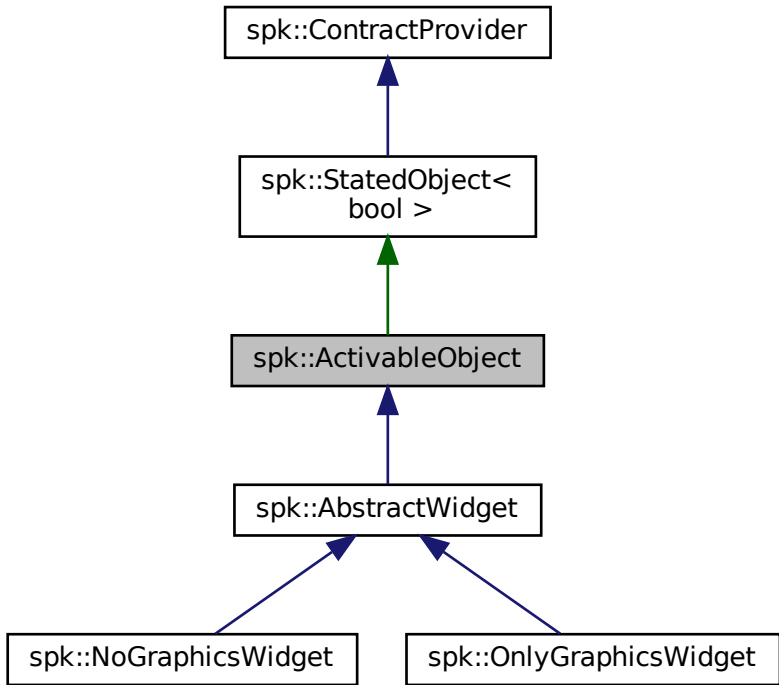 spk::ContractProvider
spk::StatedObject<
bool >
spk::ActivableObject
spk::AbstractWidget
spk::NoGraphicsWidget
spk::OnlyGraphicsWidget